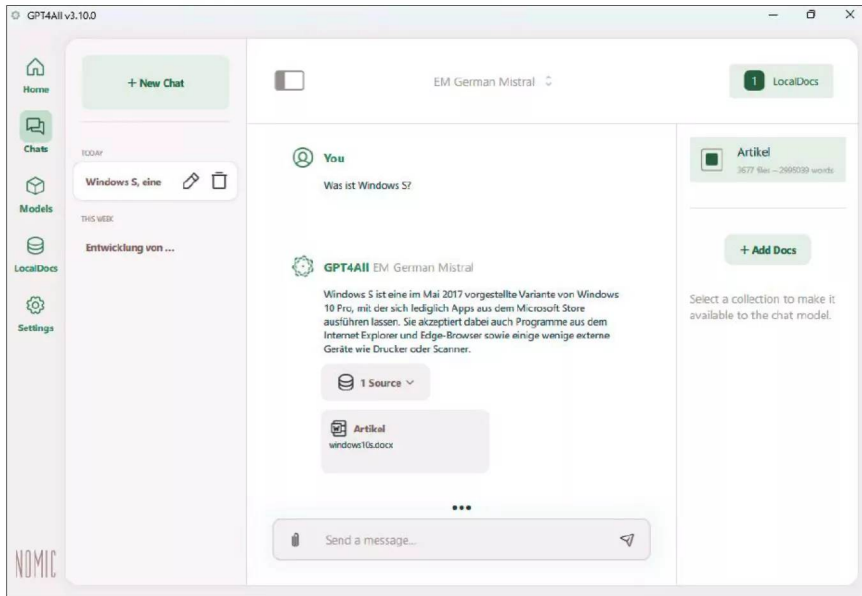 GPT4All v3.10.0
Home
Chats
Models
LocalDocs
Settings
NOMIC
+ New Chat
TODAY
Windows S, eine
THIS WEEK
Entwicklung von ...
EM German Mistral
1 LocalDocs
You
Was ist Windows S?
GPT4All EM German Mistral
Windows S ist eine im Mai 2017 vorgestellte Variante von Windows
10 Pro, mit der sich lediglich Apps aus dem Microsoft Store
ausführen lassen. Sie akzeptiert dabei auch Programme aus dem
Internet Explorer und Edge-Browser sowie einige wenige externe
Geräte wie Drucker oder Scanner.
1 Source
Artikel
windows10s.docx
Send a message...
Artikel
3677 files – 2995039 words
+ Add Docs
Select a collection to make it
available to the chat model.